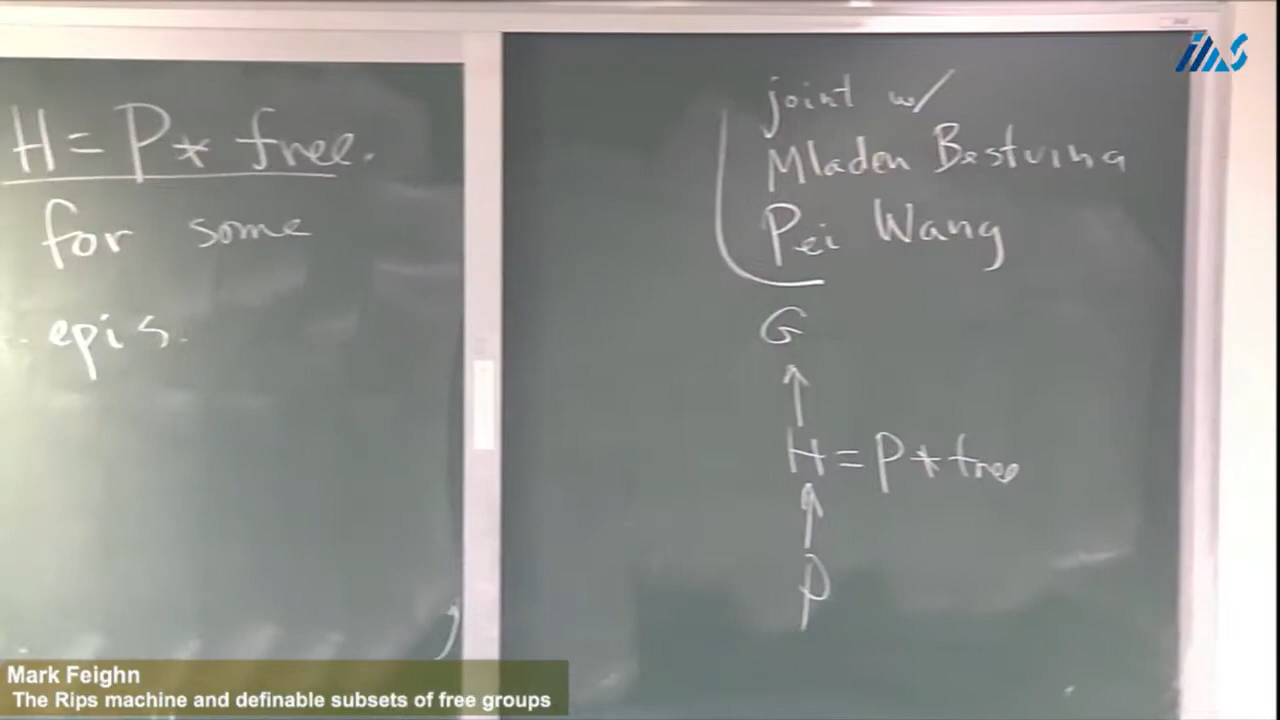 H = P * free.
for some
epis.
joint w/
Mladen Bestvina
Pei Wang
G
↑
H = P * free
↑
P
IMS
Mark Feighn
The Rips machine and definable subsets of free groups